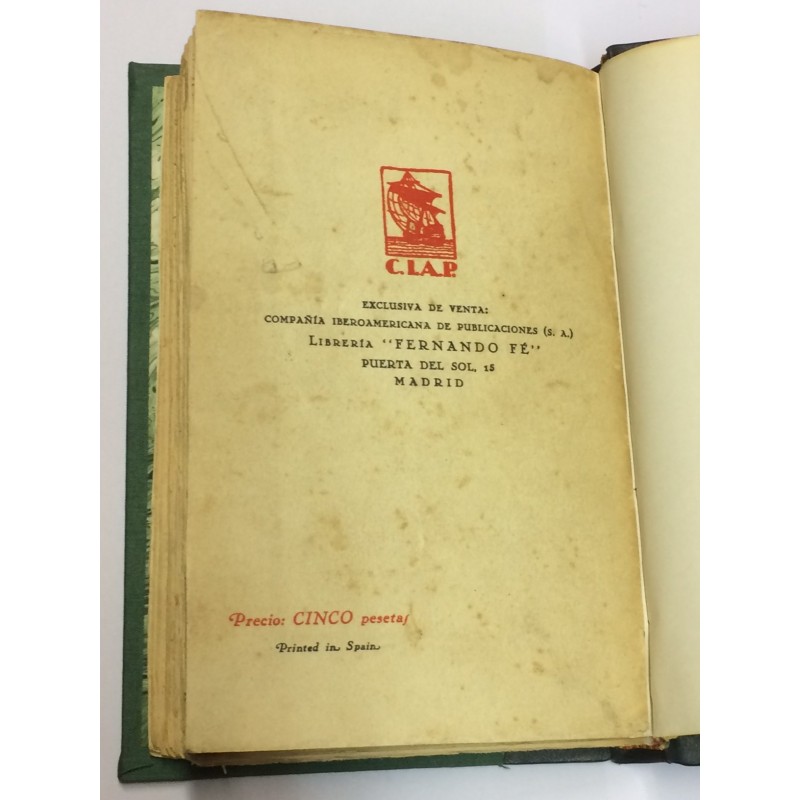 C.I.A.P.
EXCLUSIVA DE VENTA:
COMPAÑÍA IBEROAMERICANA DE PUBLICACIONES (S. A.)
LIBRERÍA "FERNANDO FÉ"
PUERTA DEL SOL, 15
MADRID
Precio: CINCO pesetas
Printed in Spain